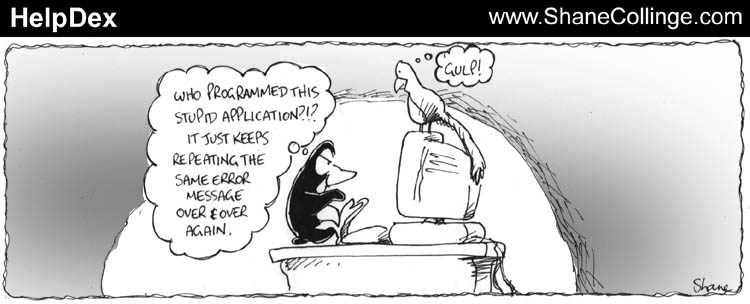 HelpDex
www.ShaneCollinge.com
WHO PROGRAMMED THIS
STUPID APPLICATION?!?
IT JUST KEEPS
REPEATING THE
SAME ERROR
MESSAGE
OVER & OVER
AGAIN.
GULP!
Shane